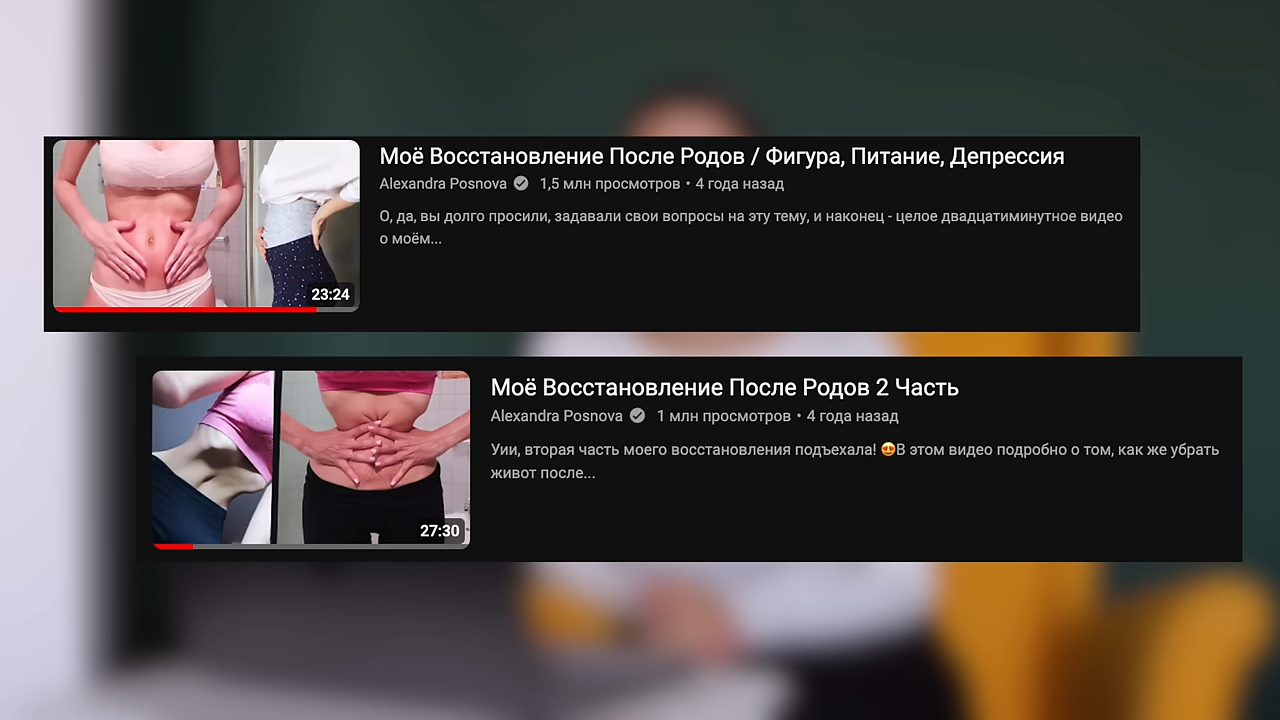 Моё Восстановление После Родов / Фигура, Питание, Депрессия
Alexandra Posnova 1,5 млн просмотров • 4 года назад
О, да, вы долго просили, задавали свои вопросы на эту тему, и наконец - целое двадцатиминутное видео
о моём...
23:24
Моё Восстановление После Родов 2 Часть
Alexandra Posnova 1 млн просмотров • 4 года назад
Уии, вторая часть моего восстановления подъехала! 😍В этом видео подробно о том, как же убрать
живот после...
27:30